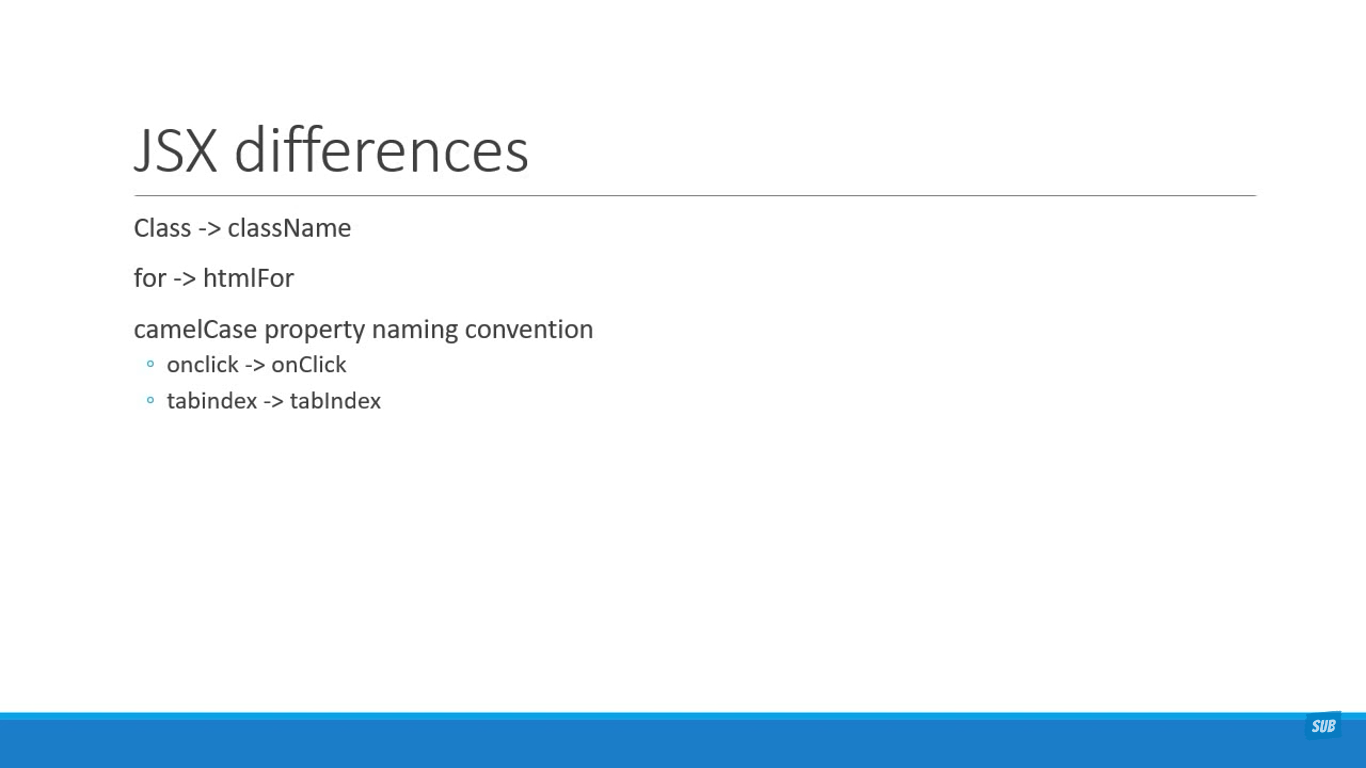 JSX differences
Class -> className
for -> htmlFor
camelCase property naming convention
onclick -> onClick
tabindex -> tabIndex
SUB